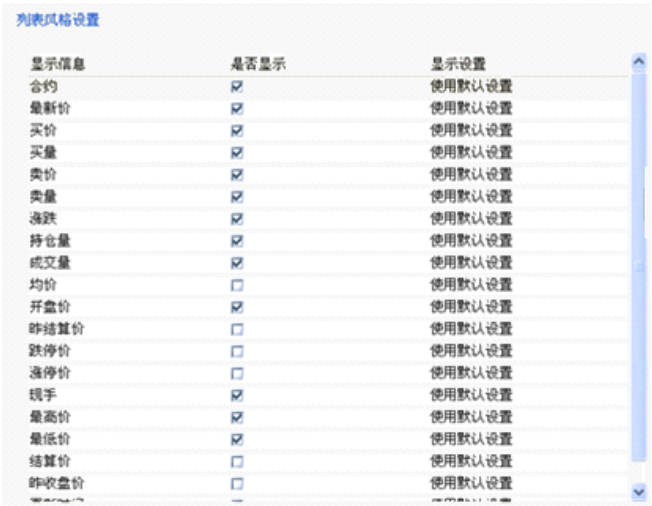 列表风格设置
显示信息 是否显示 显示设置
合约 使用默认设置
最新价 使用默认设置
买价 使用默认设置
买量 使用默认设置
卖价 使用默认设置
卖量 使用默认设置
涨跌 使用默认设置
持仓量 使用默认设置
成交量 使用默认设置
均价 使用默认设置
开盘价 使用默认设置
昨结算价 使用默认设置
跌停价 使用默认设置
涨停价 使用默认设置
现手 使用默认设置
最高价 使用默认设置
最低价 使用默认设置
结算价 使用默认设置
昨收盘价 使用默认设置